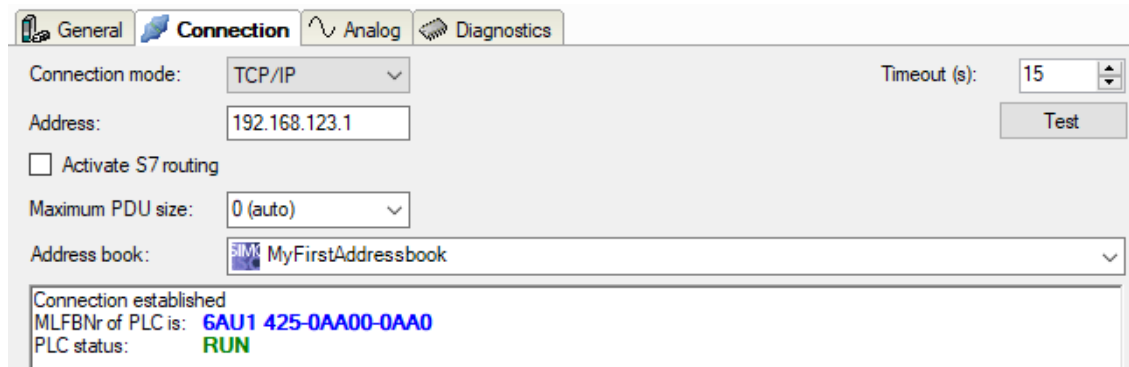 General Connection Analog Diagnostics
Connection mode: TCP/IP Timeout (s): 15
Address: 192.168.123.1 Test
Activate S7 routing
Maximum PDU size: 0 (auto)
Address book: MyFirstAddressbook
Connection established
MLFBNr of PLC is: 6AU1 425-0AA00-0AA0
PLC status: RUN